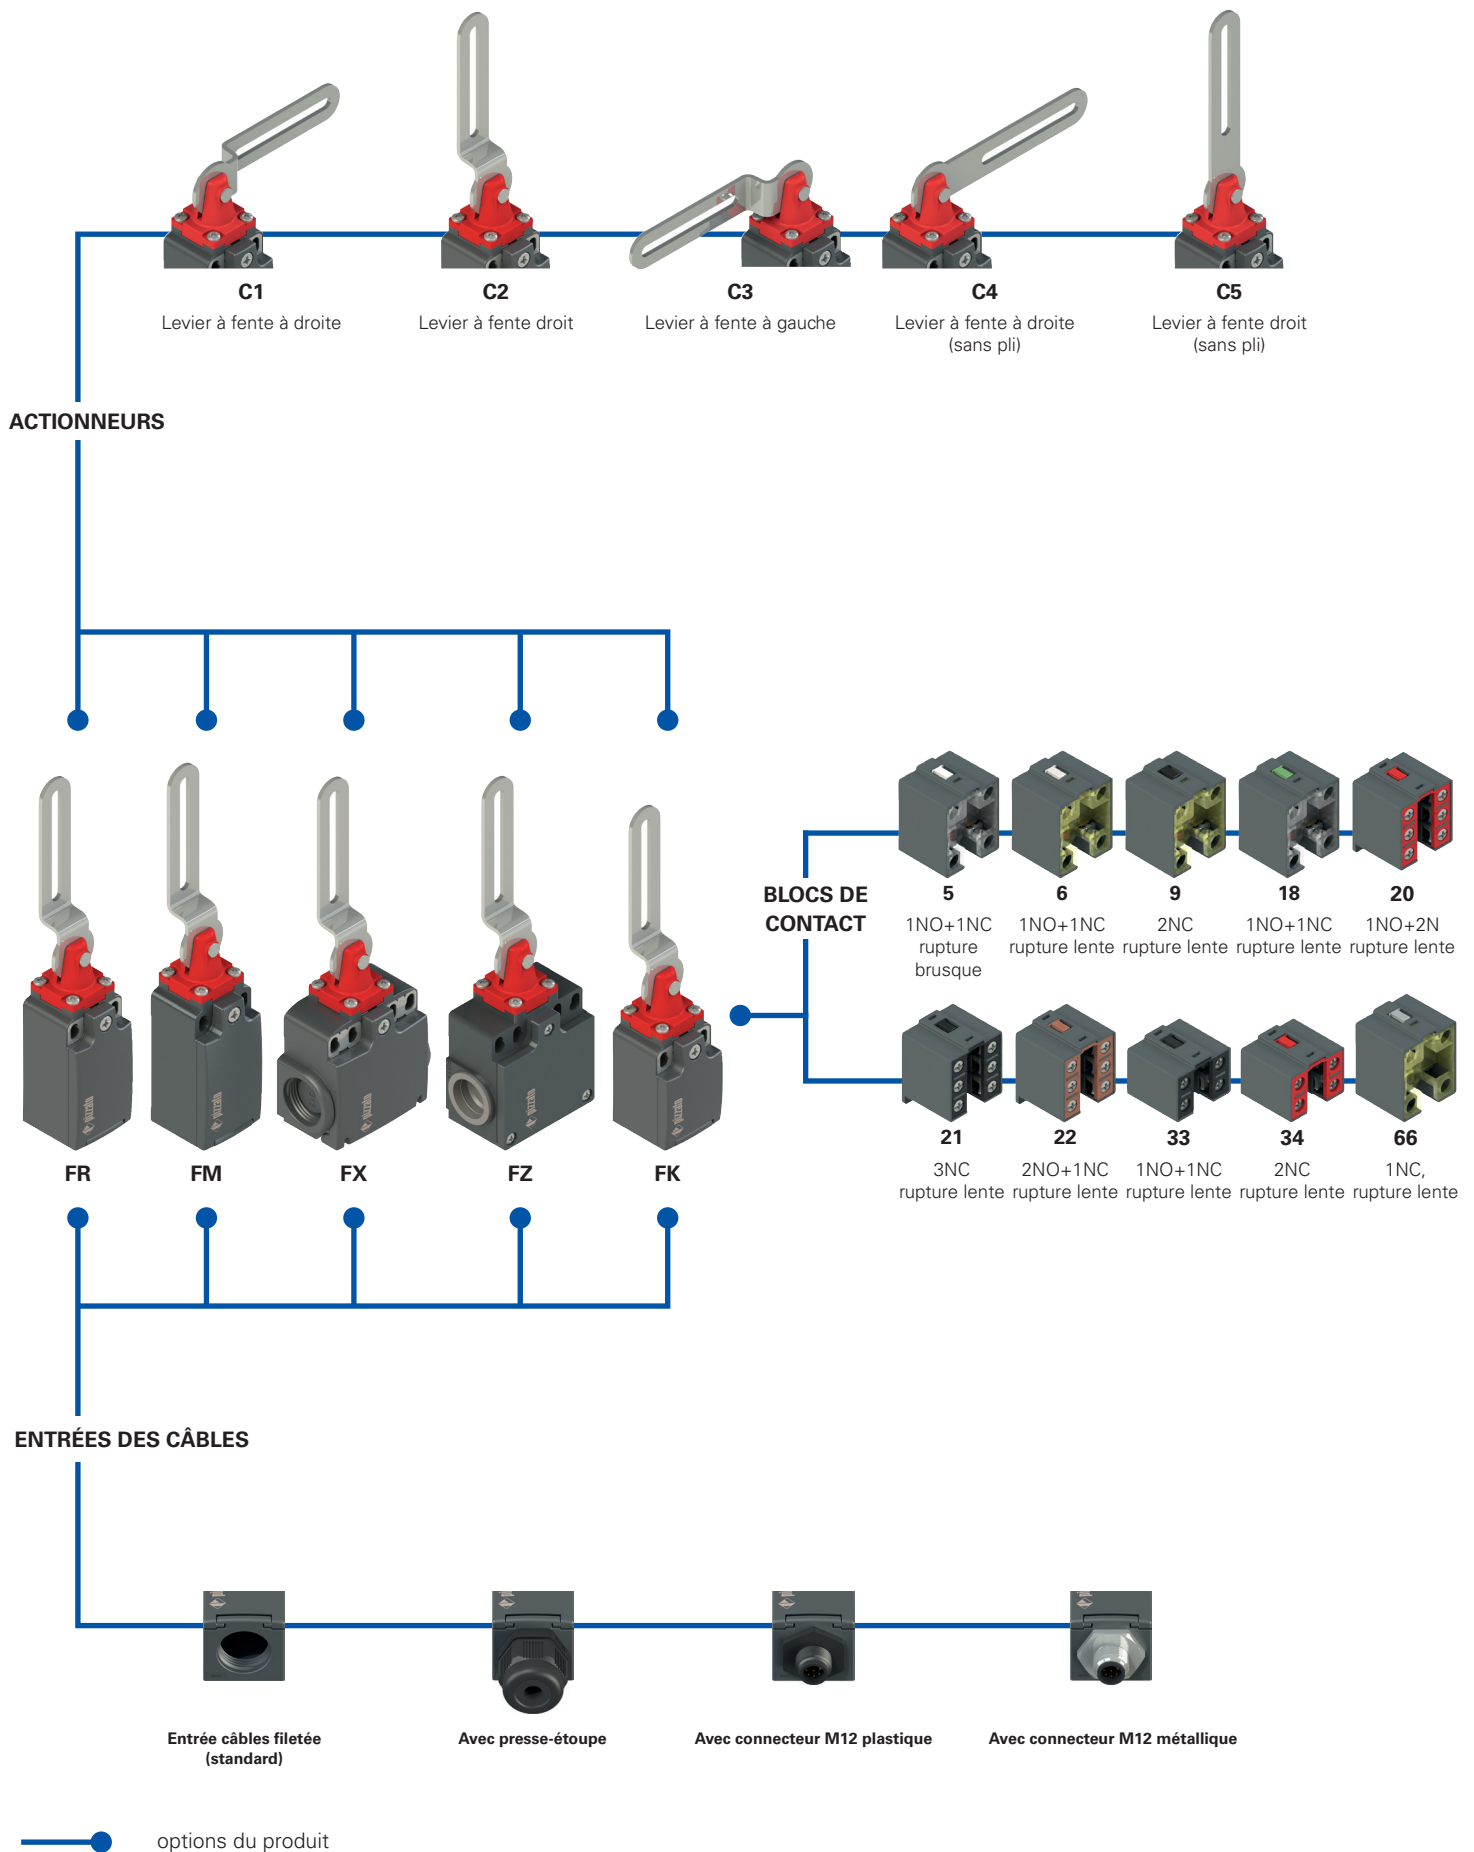 C1
Levier à fente à droite
C2
Levier à fente droit
C3
Levier à fente à gauche
C4
Levier à fente à droite
(sans pli)
C5
Levier à fente droit
(sans pli)
ACTIONNEURS
pizzato
pizzato
pizzato
pizzato
pizzato
FR
FM
FX
FZ
FK
BLOCS DE
CONTACT
5
1NO+1NC
rupture
brusque
6
1NO+1NC
rupture lente
9
2NC
rupture lente
18
1NO+1NC
rupture lente
20
1NO+2N
rupture lente
21
3NC
rupture lente
22
2NO+1NC
rupture lente
33
1NO+1NC
rupture lente
34
2NC
rupture lente
66
1NC,
rupture lente
ENTRÉES DES CÂBLES
Entrée câbles filetée
(standard)
Avec presse-étoupe
Avec connecteur M12 plastique
Avec connecteur M12 métallique
options du produit